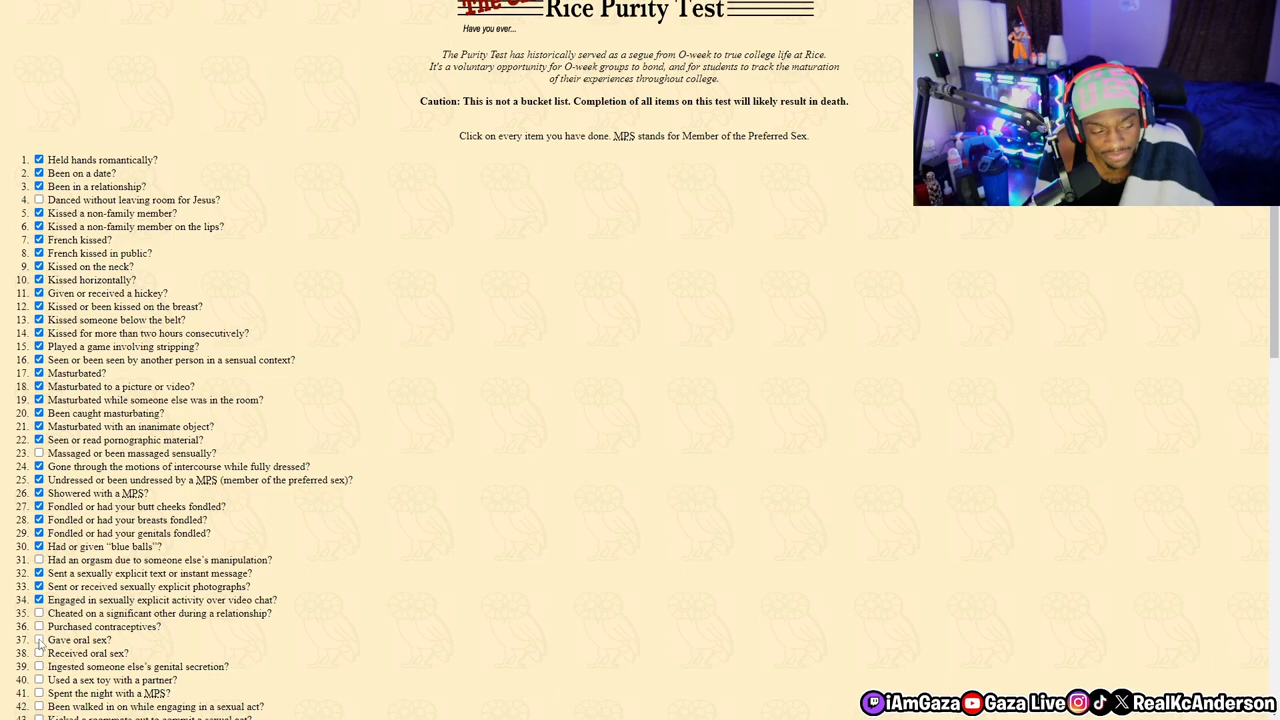 The
Rice Purity Test
Have you ever...
The Purity Test has historically served as a segue from O-week to true college life at Rice.
It's a voluntary opportunity for O-week groups to bond, and for students to track the maturation
of their experiences throughout college.
Caution: This is not a bucket list. Completion of all items on this test will likely result in death.
Click on every item you have done. MPS stands for Member of the Preferred Sex.
1. Held hands romantically?
2. Been on a date?
3. Been in a relationship?
4. Danced without leaving room for Jesus?
5. Kissed a non-family member?
6. Kissed a non-family member on the lips?
7. French kissed?
8. French kissed in public?
9. Kissed on the neck?
10. Kissed horizontally?
11. Given or received a hickey?
12. Kissed or been kissed on the breast?
13. Kissed someone below the belt?
14. Kissed for more than two hours consecutively?
15. Played a game involving stripping?
16. Seen or been seen by another person in a sensual context?
17. Masturbated?
18. Masturbated to a picture or video?
19. Masturbated while someone else was in the room?
20. Been caught masturbating?
21. Masturbated with an inanimate object?
22. Seen or read pornographic material?
23. Massaged or been massaged sensually?
24. Gone through the motions of intercourse while fully dressed?
25. Undressed or been undressed by a MPS (member of the preferred sex)?
26. Showered with a MPS?
27. Fondled or had your butt cheeks fondled?
28. Fondled or had your breasts fondled?
29. Fondled or had your genitals fondled?
30. Had or given “blue balls”?
31. Had an orgasm due to someone else’s manipulation?
32. Sent a sexually explicit text or instant message?
33. Sent or received sexually explicit photographs?
34. Engaged in sexually explicit activity over video chat?
35. Cheated on a significant other during a relationship?
36. Purchased contraceptives?
37. Gave oral sex?
38. Received oral sex?
39. Ingested someone else’s genital secretion?
40. Used a sex toy with a partner?
41. Spent the night with a MPS?
42. Been walked in on while engaging in a sexual act?
43. Kicked a roommate out to commit a sexual act?
iAmGaza Gaza Live RealKcAnderson